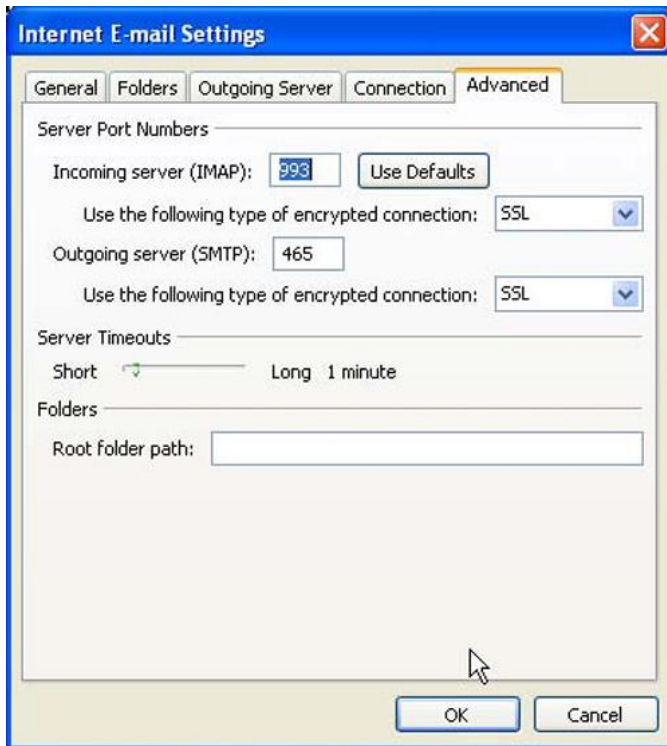 Internet E-mail Settings
General Folders Outgoing Server Connection Advanced
Server Port Numbers
Incoming server (IMAP): 993 Use Defaults
Use the following type of encrypted connection: SSL
Outgoing server (SMTP): 465
Use the following type of encrypted connection: SSL
Server Timeouts
Short Long 1 minute
Folders
Root folder path:
OK Cancel